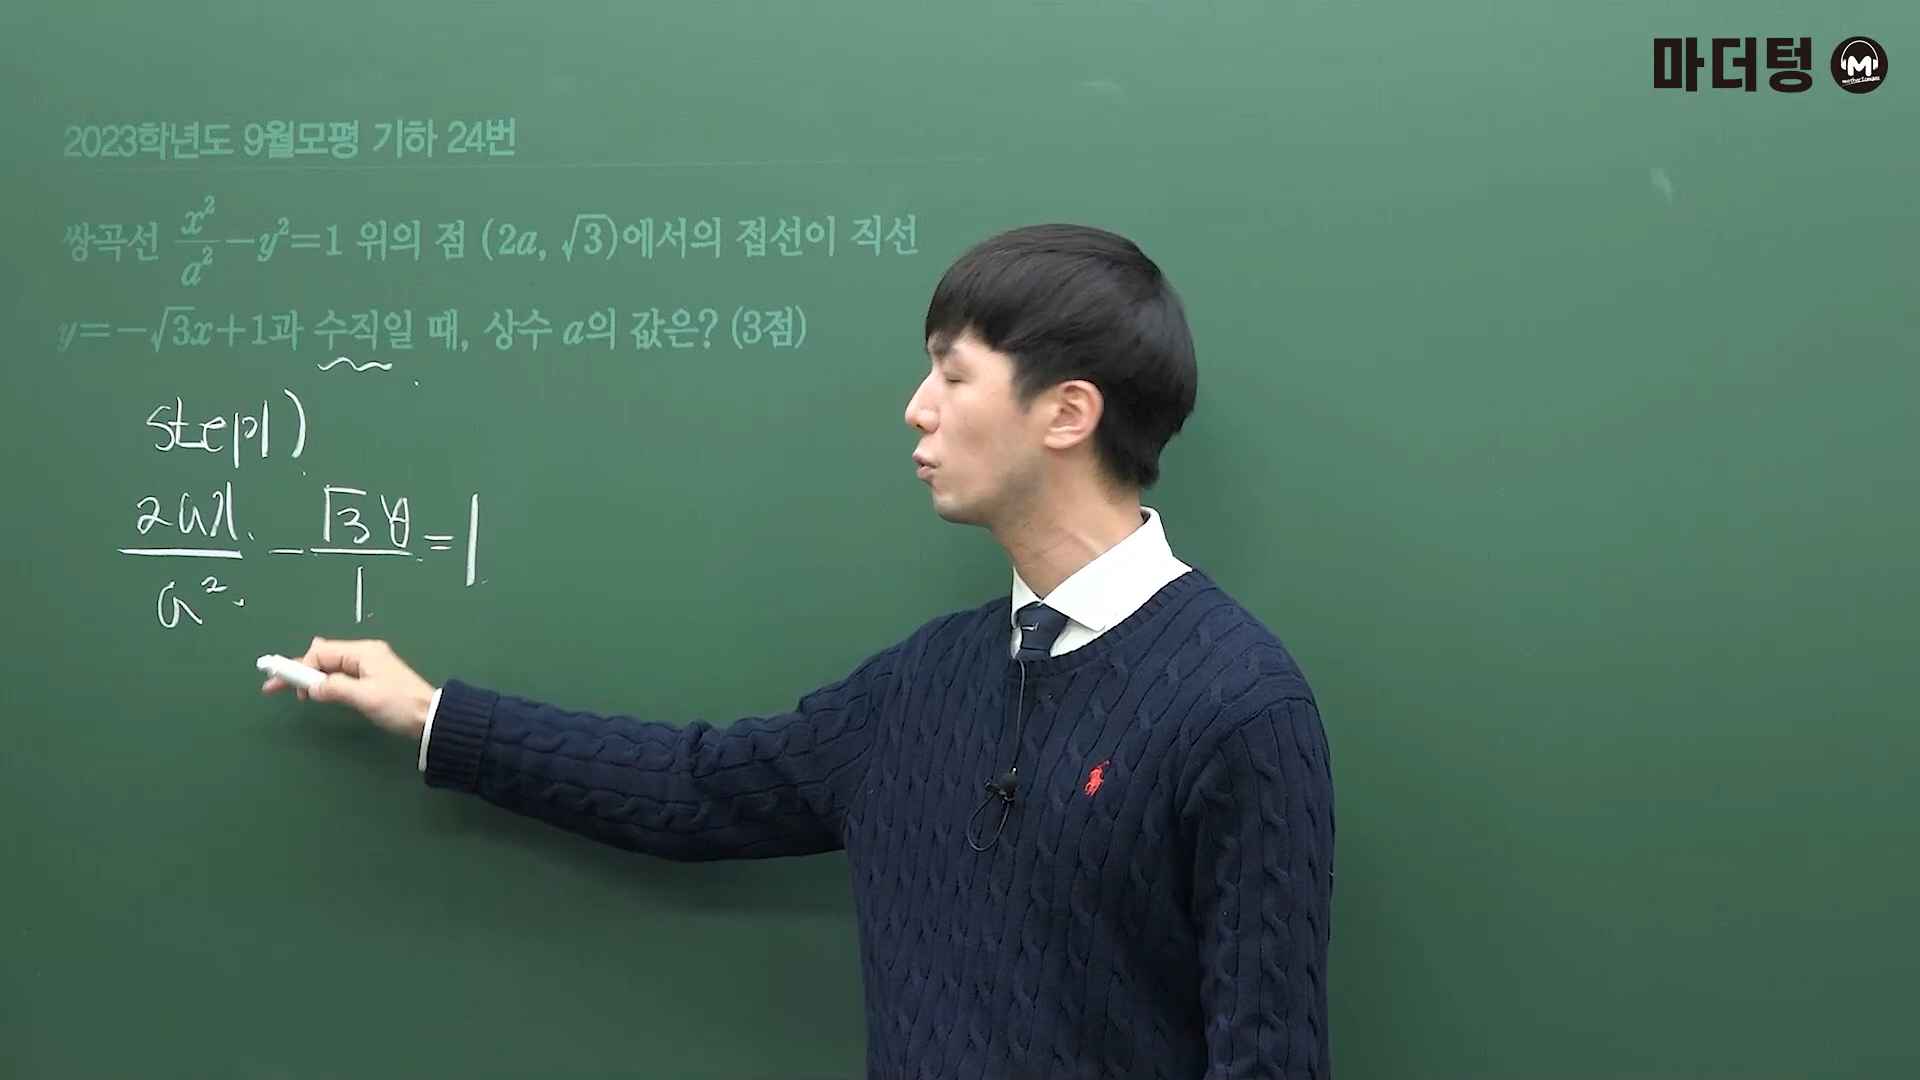 마더텅 M
2023학년도 9월모평 기하 24번
쌍곡선 x²/a² − y² = 1 위의 점 (2a, √3)에서의 접선이 직선
y = −√3x + 1과 수직일 때, 상수 a의 값은? (3점)
step1)
2ax/a² − √3y/1 = 1